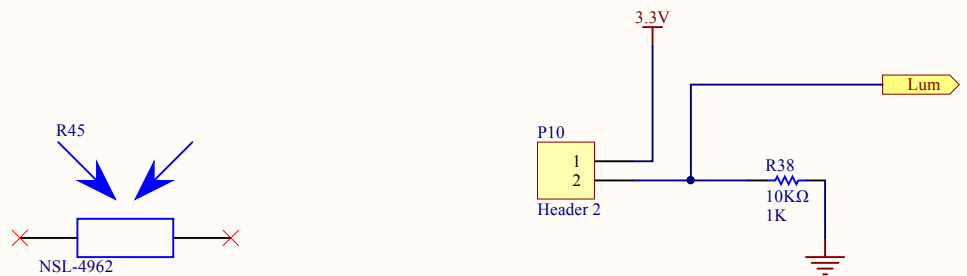 3.3V
Lum
R45
P10
1
2
Header 2
R38
10KΩ
1K
NSL-4962